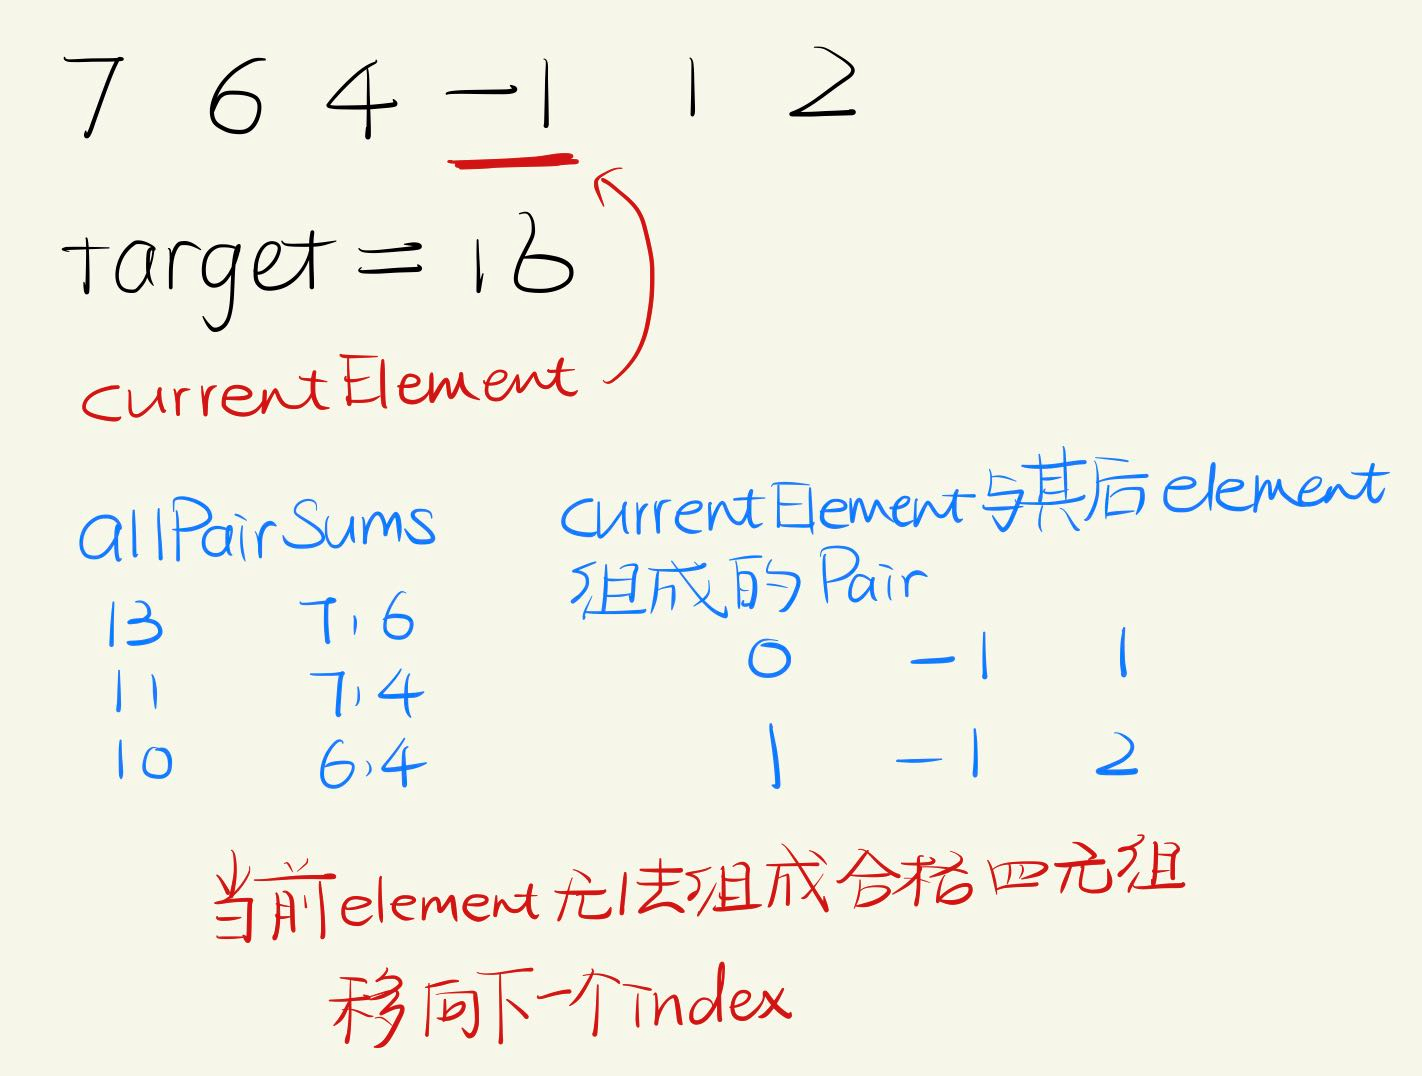 7 6 4 -1 1 2
target = 16
currentElement
allPairSums
13 7,6
11 7,4
10 6,4
currentElement与其后element
组成的Pair
0 -1 1
1 -1 2
当前element无法组成合格四元组
移向下一个index